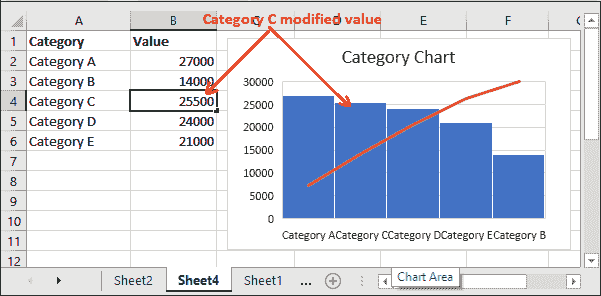 A B C D E F G
Category C modified value
1 Category Value
2 Category A 27000
3 Category B 14000
4 Category C 25500
5 Category D 24000
6 Category E 21000
7
8
9
10
11
12
Category Chart
30000
25000
20000
15000
10000
5000
0
Category A Category C Category D Category E Category B
Sheet2 Sheet4 Sheet1 ...
Chart Area